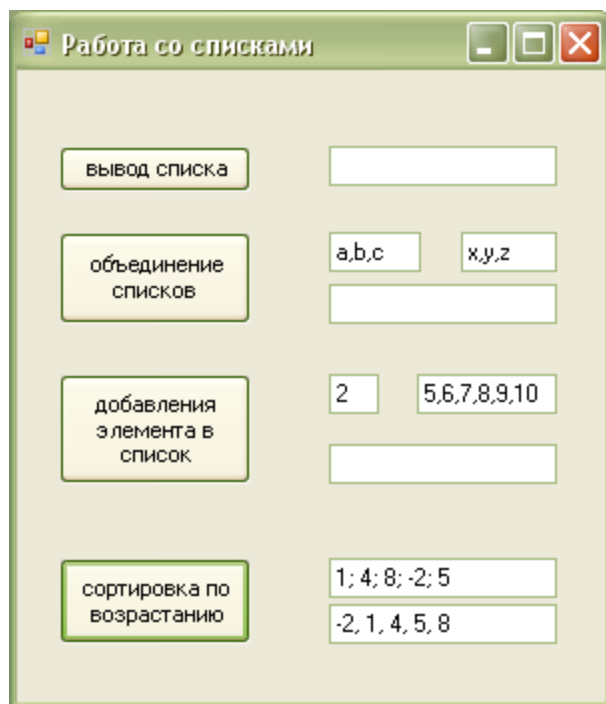 Работа со списками
вывод списка
объединение
списков
a,b,c
x,y,z
добавления
элемента в
список
2
5,6,7,8,9,10
сортировка по
возрастанию
1; 4; 8; -2; 5
-2, 1, 4, 5, 8